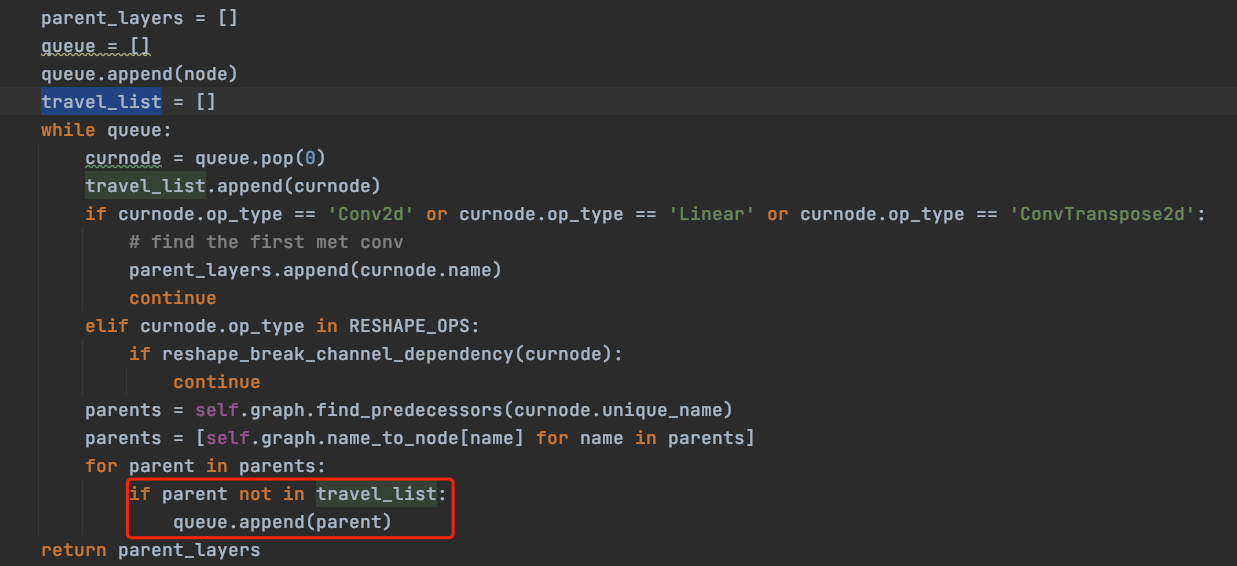 parent_layers = []
queue = []
queue.append(node)
travel_list = []
while queue:
    curnode = queue.pop(0)
    travel_list.append(curnode)
    if curnode.op_type == 'Conv2d' or curnode.op_type == 'Linear' or curnode.op_type == 'ConvTranspose2d':
        # find the first met conv
        parent_layers.append(curnode.name)
        continue
    elif curnode.op_type in RESHAPE_OPS:
        if reshape_break_channel_dependency(curnode):
            continue
    parents = self.graph.find_predecessors(curnode.unique_name)
    parents = [self.graph.name_to_node[name] for name in parents]
    for parent in parents:
        if parent not in travel_list:
            queue.append(parent)
return parent_layers